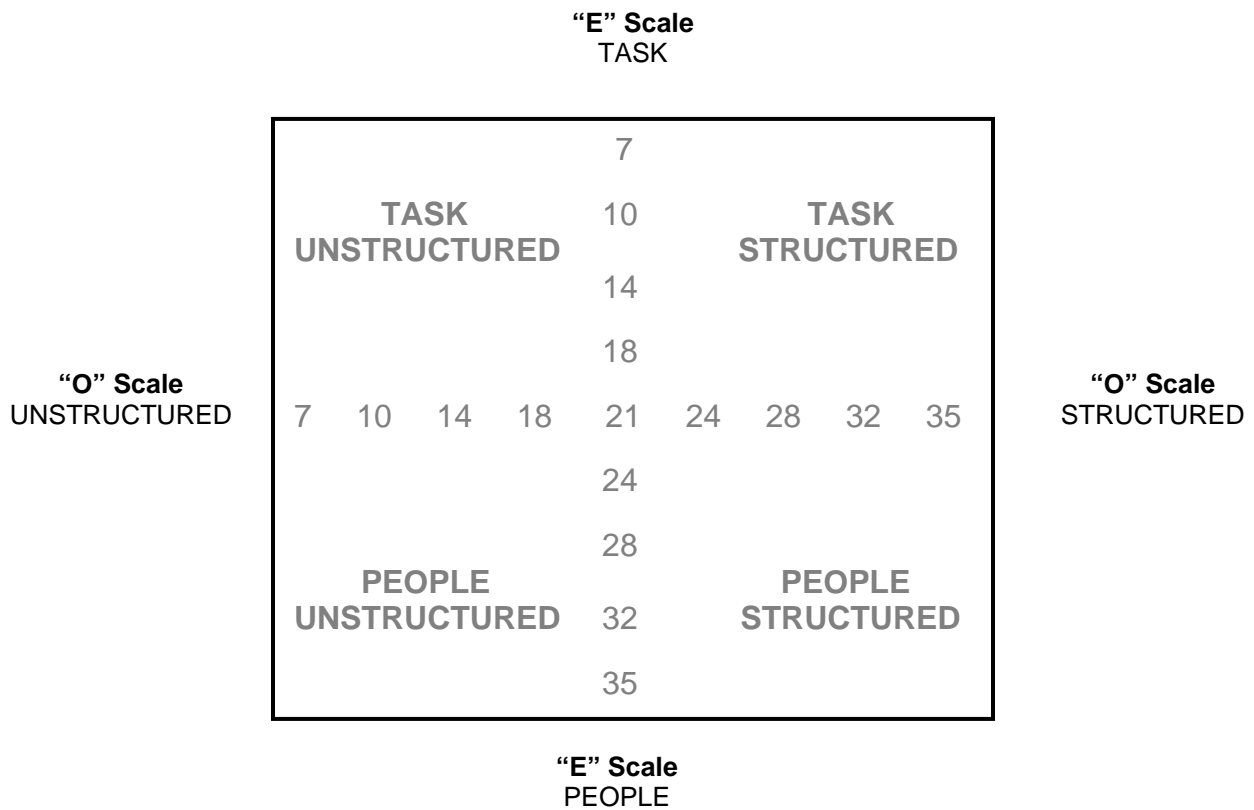 “E” Scale
TASK
7
TASK 10 TASK
UNSTRUCTURED STRUCTURED
14
18
“O” Scale
UNSTRUCTURED
7 10 14 18 21 24 28 32 35
“O” Scale
STRUCTURED
24
28
PEOPLE PEOPLE
UNSTRUCTURED 32 STRUCTURED
35
“E” Scale
PEOPLE